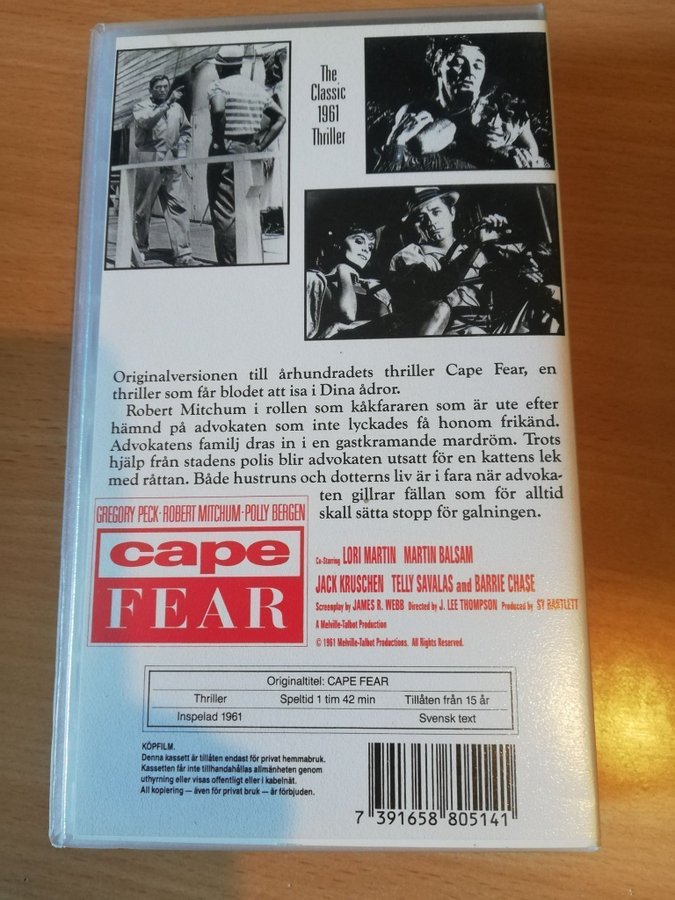 The
Classic
1961
Thriller
Originalversionen till århundradets thriller Cape Fear, en
thriller som får blodet att isa i Dina ådror.
Robert Mitchum i rollen som kåkfararen som är ute efter
hämnd på advokaten som inte lyckades få honom frikänd.
Advokatens familj dras in i en gastkramande mardröm. Trots
hjälp från stadens polis blir advokaten utsatt för en kattens lek
med råttan. Både hustruns och dotterns liv är i fara när advoka-
ten gillrar fällan som för alltid
skall sätta stopp för galningen.
GREGORY PECK · ROBERT MITCHUM · POLLY BERGEN
cape
FEAR
Co-Starring LORI MARTIN MARTIN BALSAM
JACK KRUSCHEN TELLY SAVALAS and BARRIE CHASE
Screenplay by JAMES R. WEBB Directed by J. LEE THOMPSON Produced by SY BARTLETT
A Melville-Talbot Production
© 1961 Melville-Talbot Productions. All Rights Reserved.
Originaltitel: CAPE FEAR
Thriller Speltid 1 tim 42 min Tillåten från 15 år
Inspelad 1961 Svensk text
KÖPFILM.
Denna kassett är tillåten endast för privat hemmabruk.
Kassetten får inte tillhandahållas allmänheten genom
uthyrning eller visas offentligt eller i kabelnät.
All kopiering — även för privat bruk — är förbjuden.
7 391658 805141